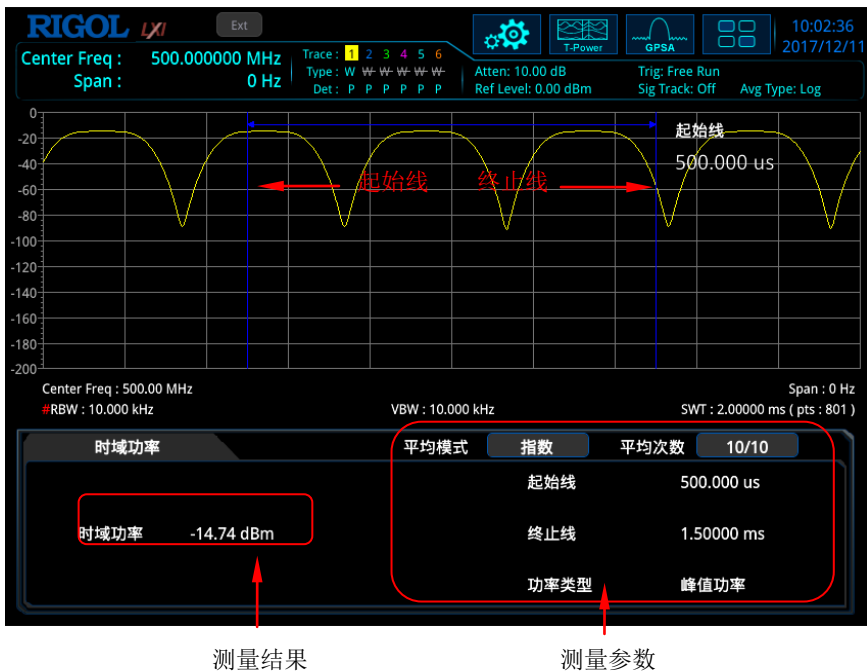 RIGOL LXI Ext T-Power GPSA 10:02:36
2017/12/11
Center Freq : 500.000000 MHz
Span : 0 Hz
Trace : 1 2 3 4 5 6
Type : W W W W W W
Det : P P P P P P
Atten: 10.00 dB
Ref Level: 0.00 dBm
Trig: Free Run
Sig Track: Off Avg Type: Log
0
-20
-40
-60
-80
-100
-120
-140
-160
-180
-200
起始线
500.000 us
起始线 终止线
Center Freq : 500.00 MHz Span : 0 Hz
#RBW : 10.000 kHz VBW : 10.000 kHz SWT : 2.00000 ms ( pts : 801 )
时域功率 平均模式 指数 平均次数 10/10
起始线 500.000 us
时域功率 -14.74 dBm 终止线 1.50000 ms
功率类型 峰值功率
测量结果 测量参数